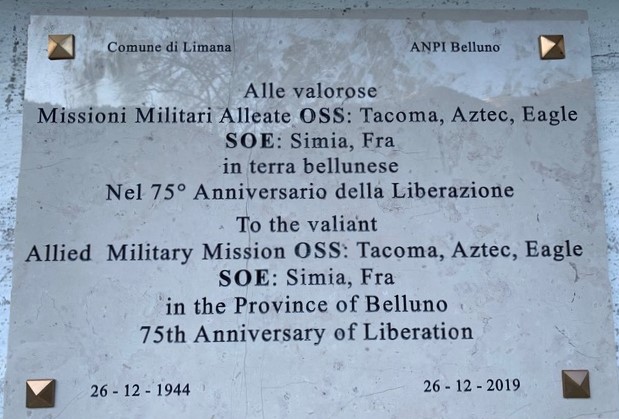 Comune di Limana ANPI Belluno
Alle valorose
Missioni Militari Alleate OSS: Tacoma, Aztec, Eagle
SOE: Simia, Fra
in terra bellunese
Nel 75° Anniversario della Liberazione
To the valiant
Allied Military Mission OSS: Tacoma, Aztec, Eagle
SOE: Simia, Fra
in the Province of Belluno
75th Anniversary of Liberation
26 - 12 - 1944 26 - 12 - 2019